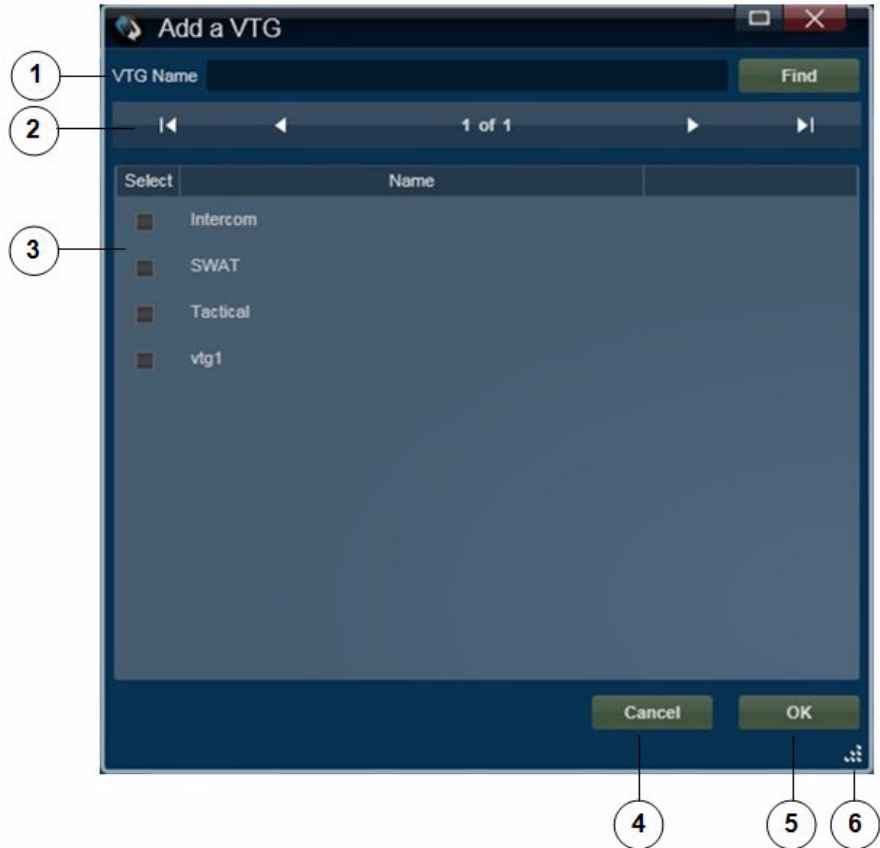 Add a VTG
1 VTG Name Find
2 1 of 1
Select Name
Intercom
3 SWAT
Tactical
vtg1
Cancel OK
4 5 6